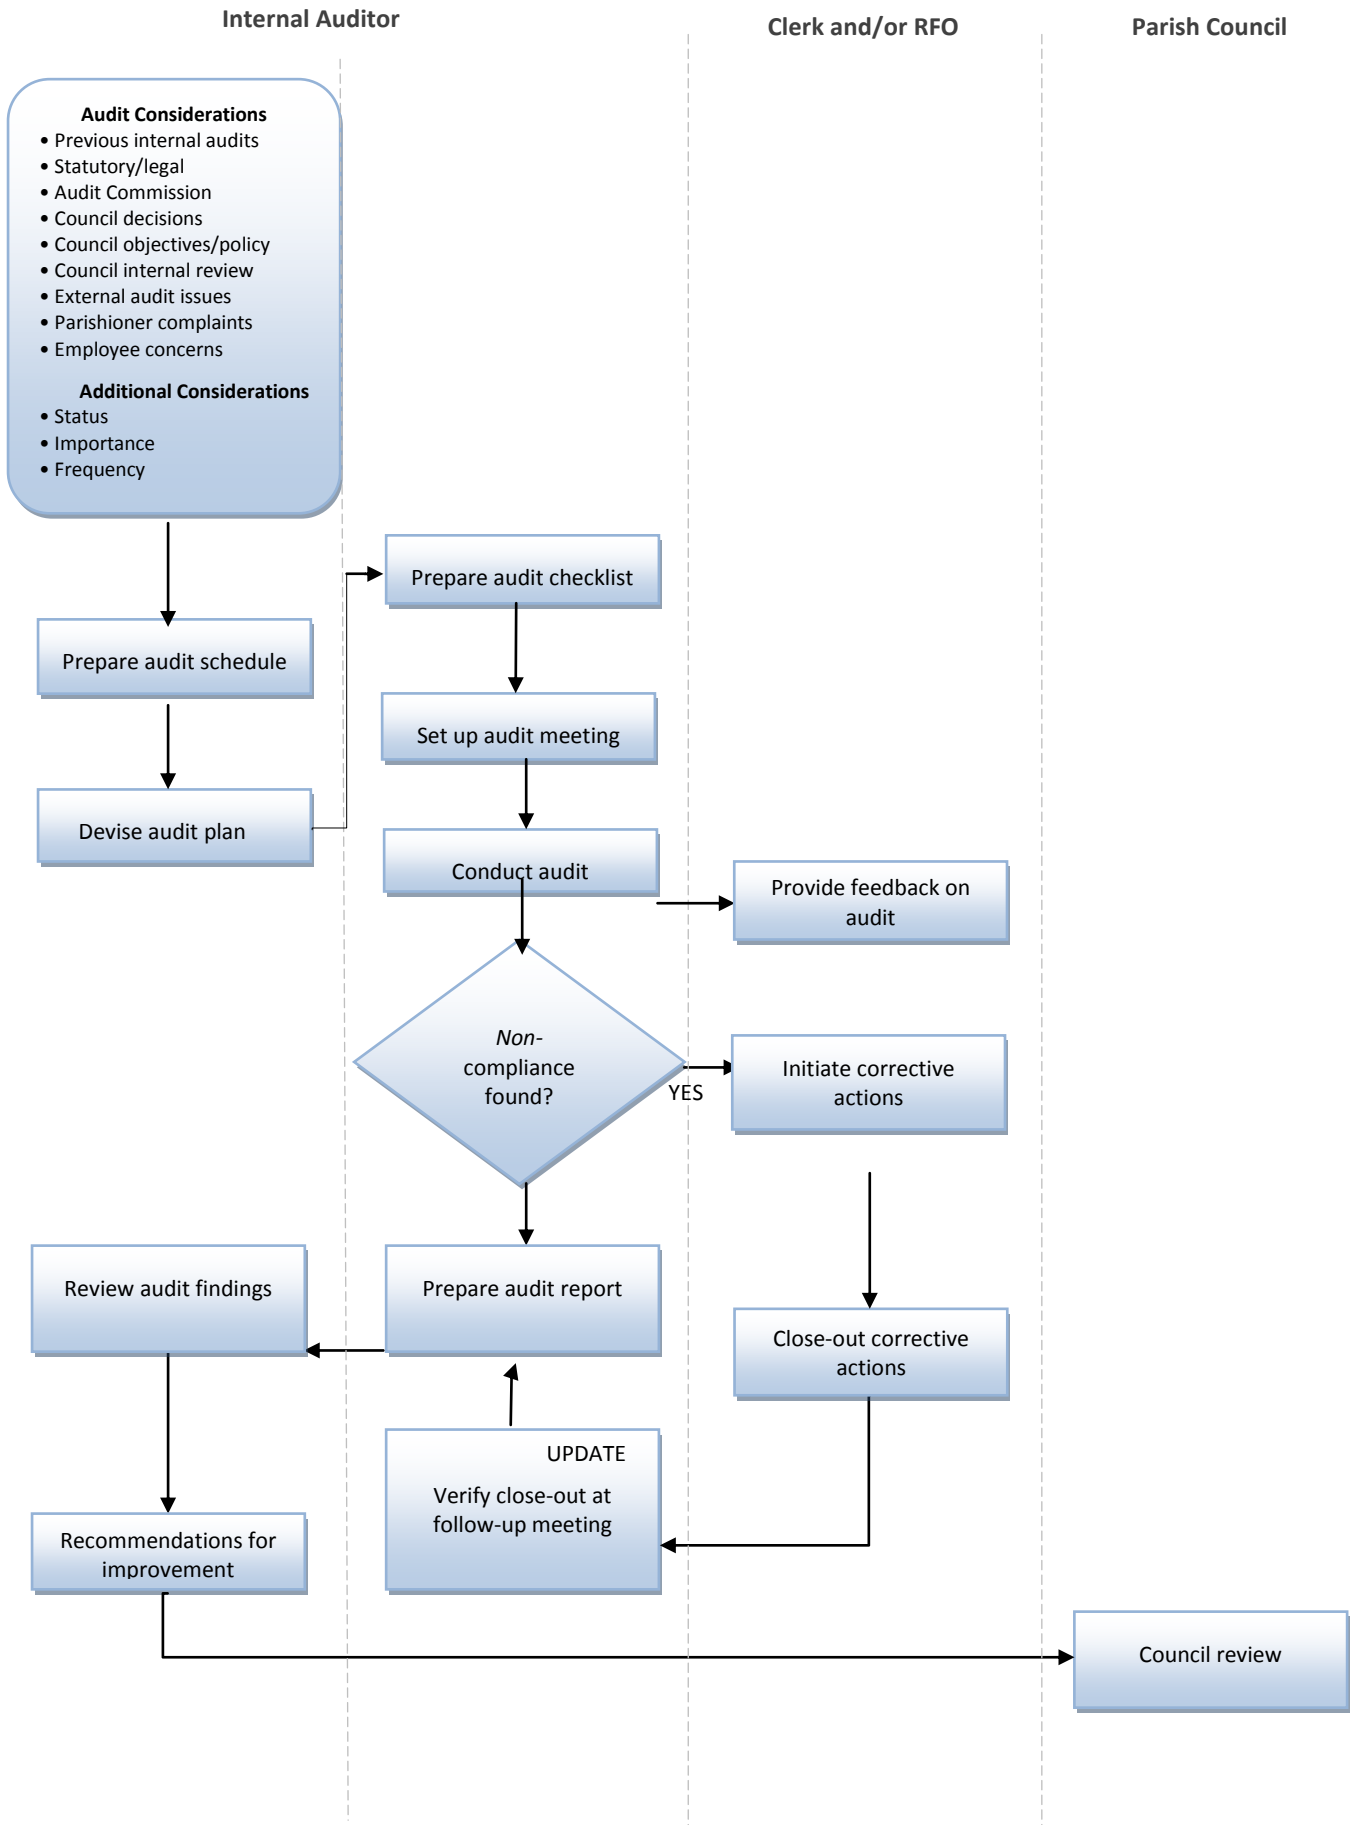 Internal Auditor
Clerk and/or RFO
Parish Council
Audit Considerations
• Previous internal audits
• Statutory/legal
• Audit Commission
• Council decisions
• Council objectives/policy
• Council internal review
• External audit issues
• Parishioner complaints
• Employee concerns
Additional Considerations
• Status
• Importance
• Frequency
Prepare audit checklist
Prepare audit schedule
Set up audit meeting
Devise audit plan
Conduct audit
Provide feedback on
audit
Non-
compliance
found?
YES
Initiate corrective
actions
Review audit findings
Prepare audit report
Close-out corrective
actions
UPDATE
Verify close-out at
follow-up meeting
Recommendations for
improvement
Council review